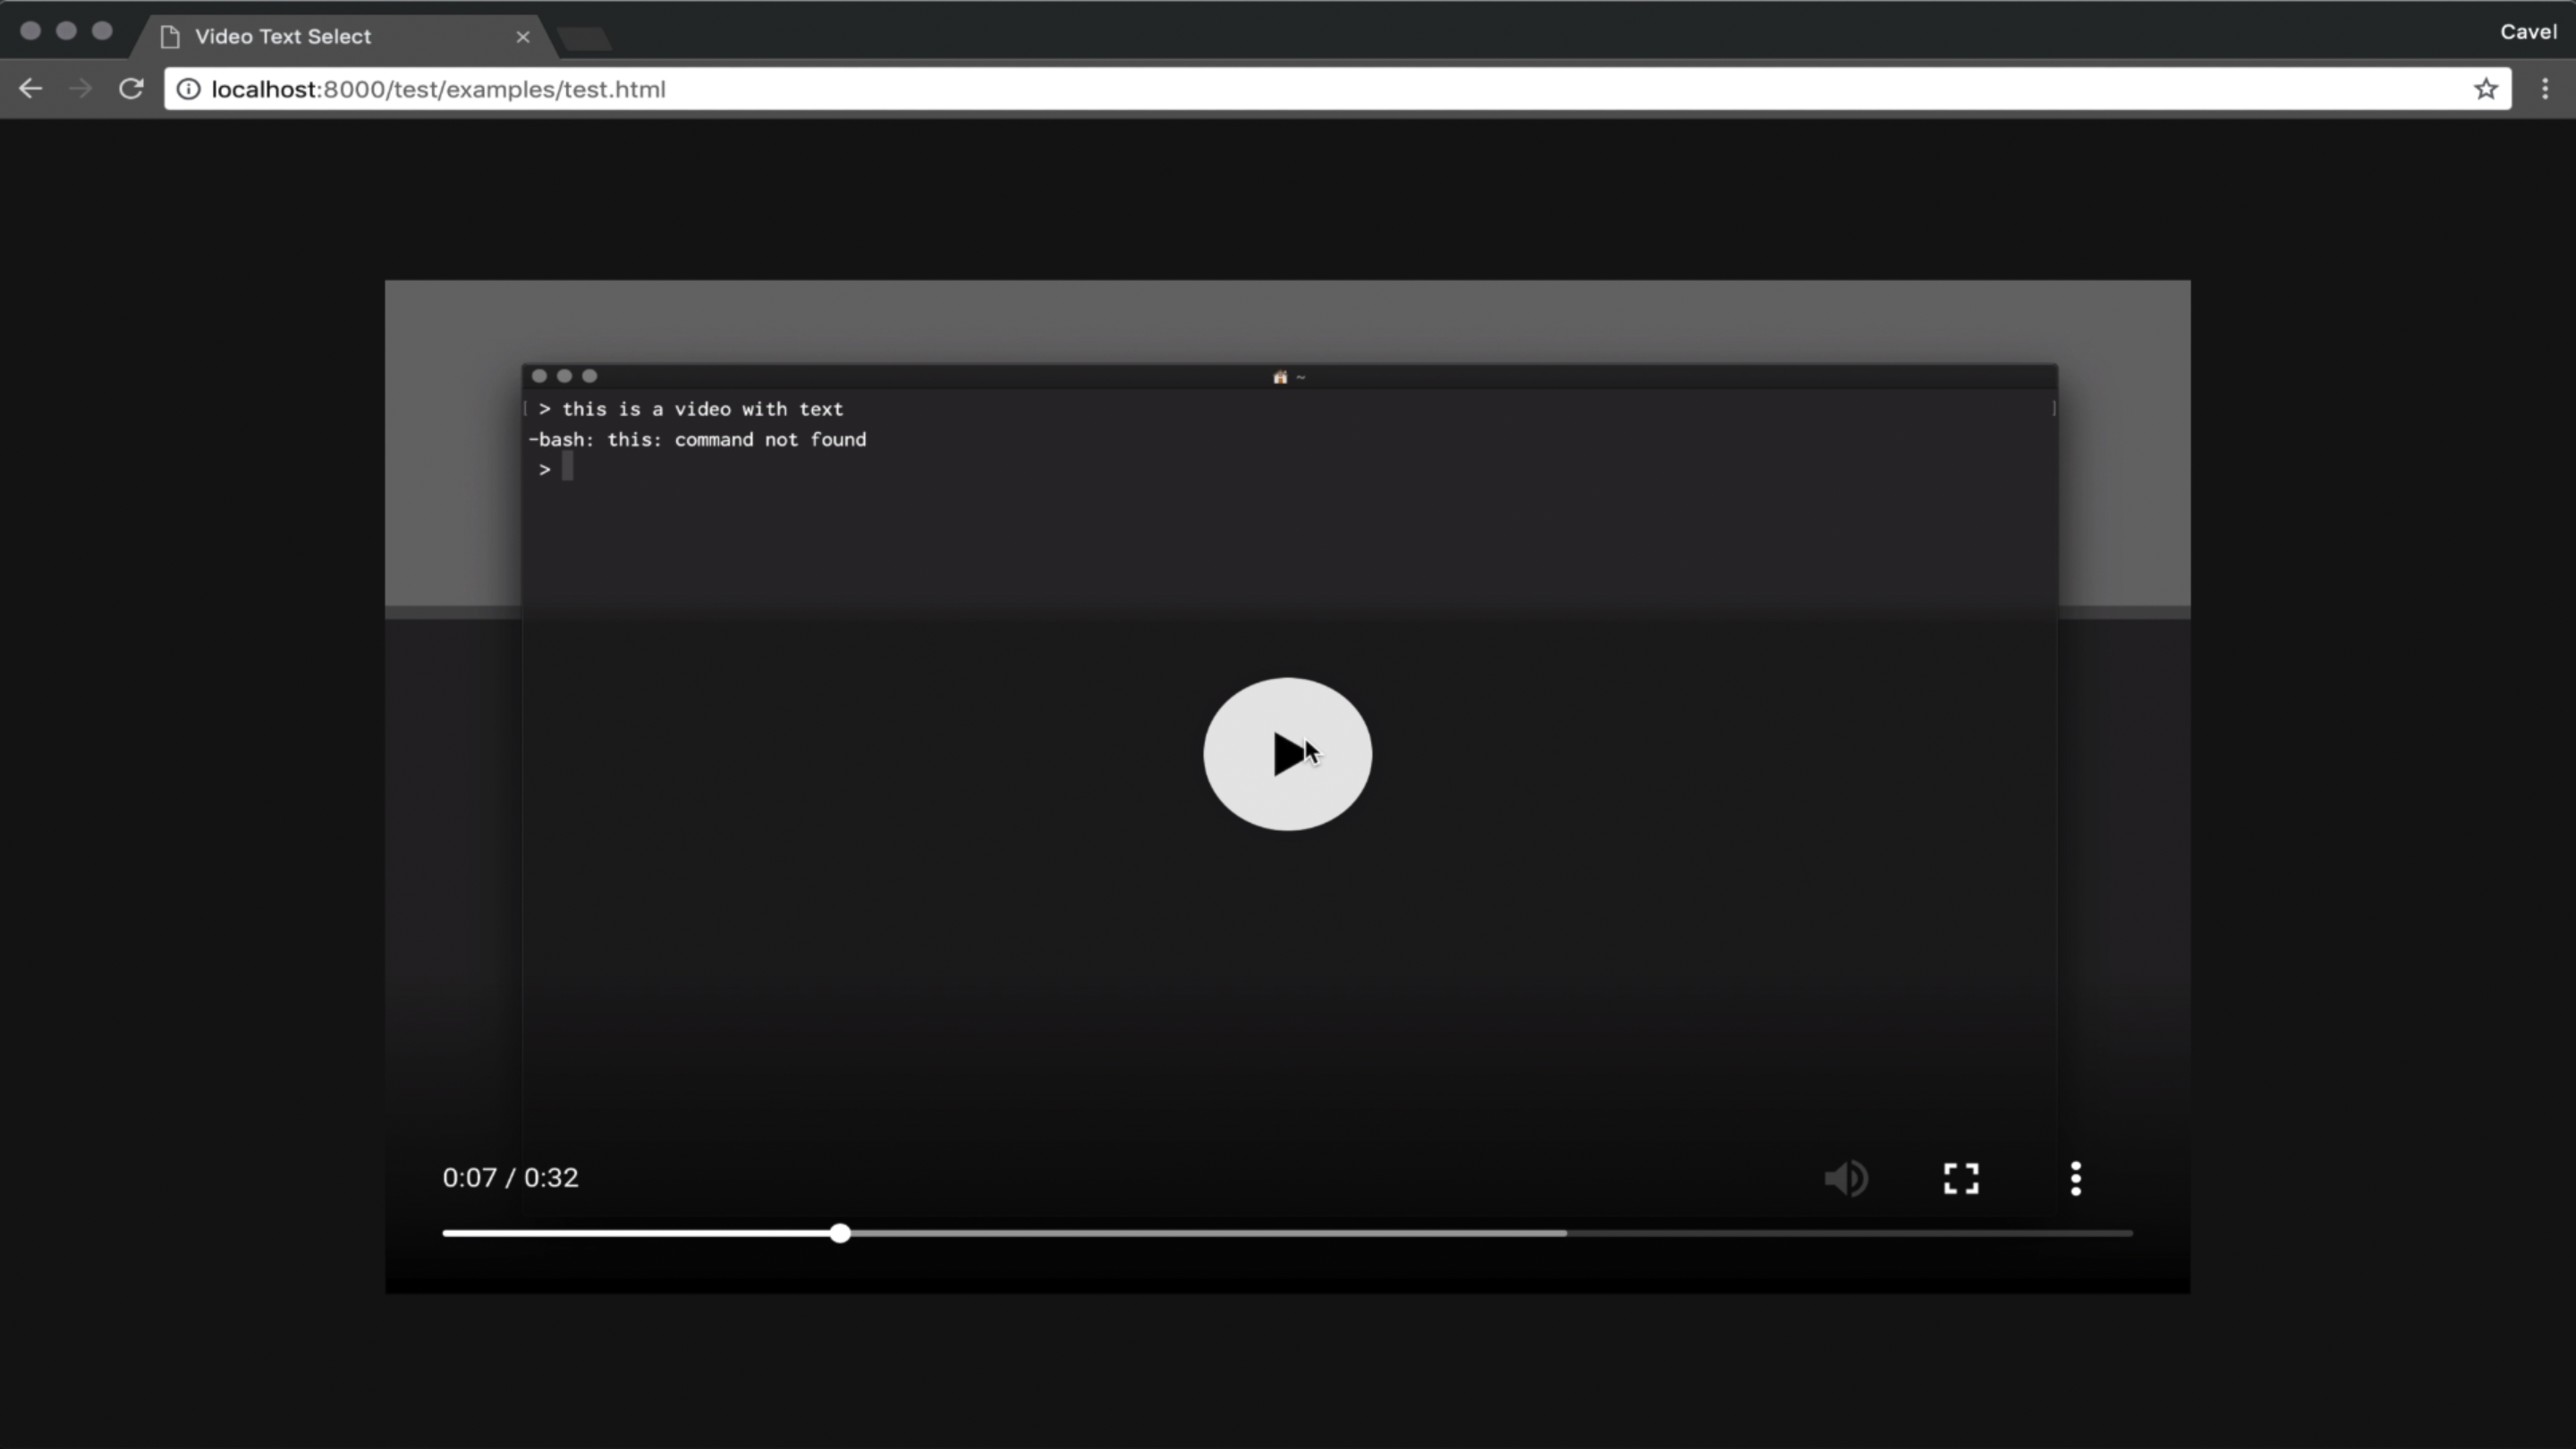 Video Text Select
Cavel
localhost:8000/test/examples/test.html
~
[ > this is a video with text ]
-bash: this: command not found
>
0:07 / 0:32